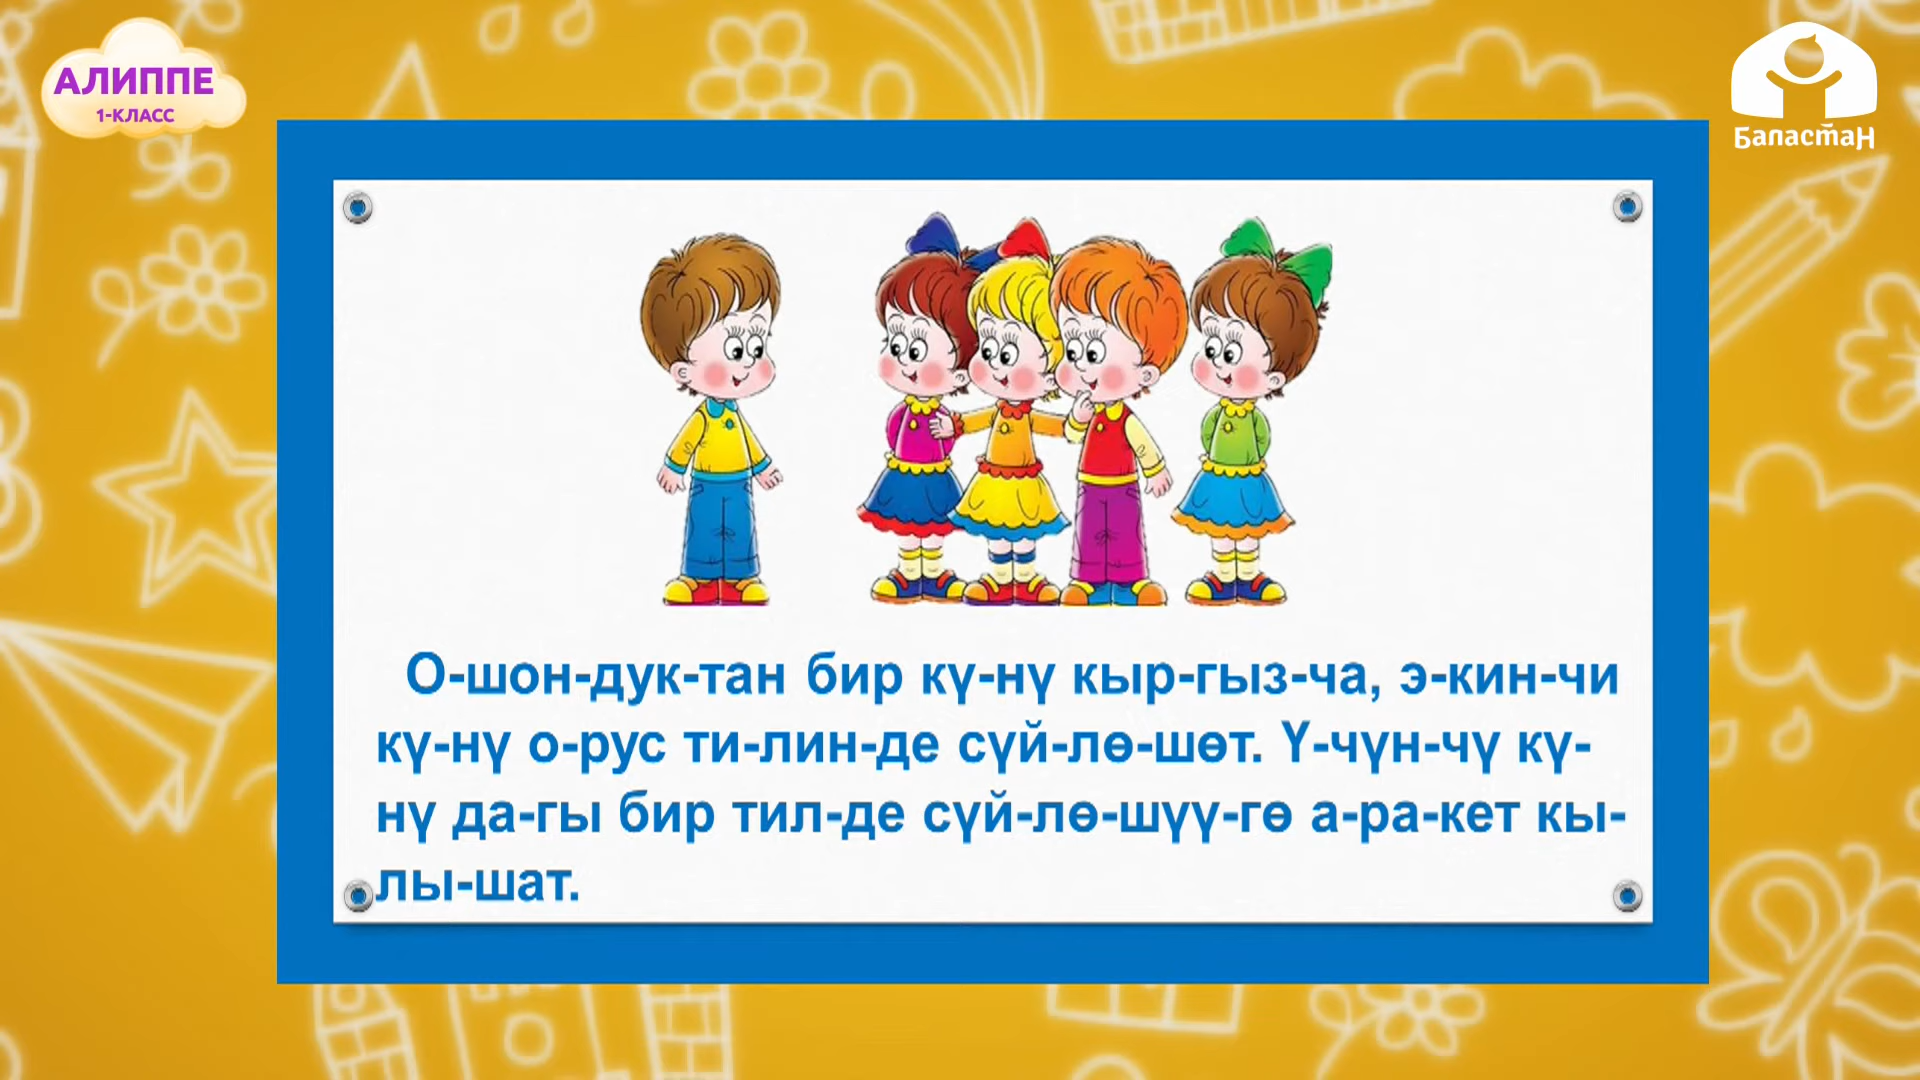 АЛИППЕ
1-КЛАСС
Баластан
О-шон-дук-тан бир кү-нү кыр-гыз-ча, э-кин-чи
кү-нү о-рус ти-лин-де сүй-лө-шөт. Ү-чүн-чү кү-
нү да-гы бир тил-де сүй-лө-шүү-гө а-ра-кет кы-
лы-шат.